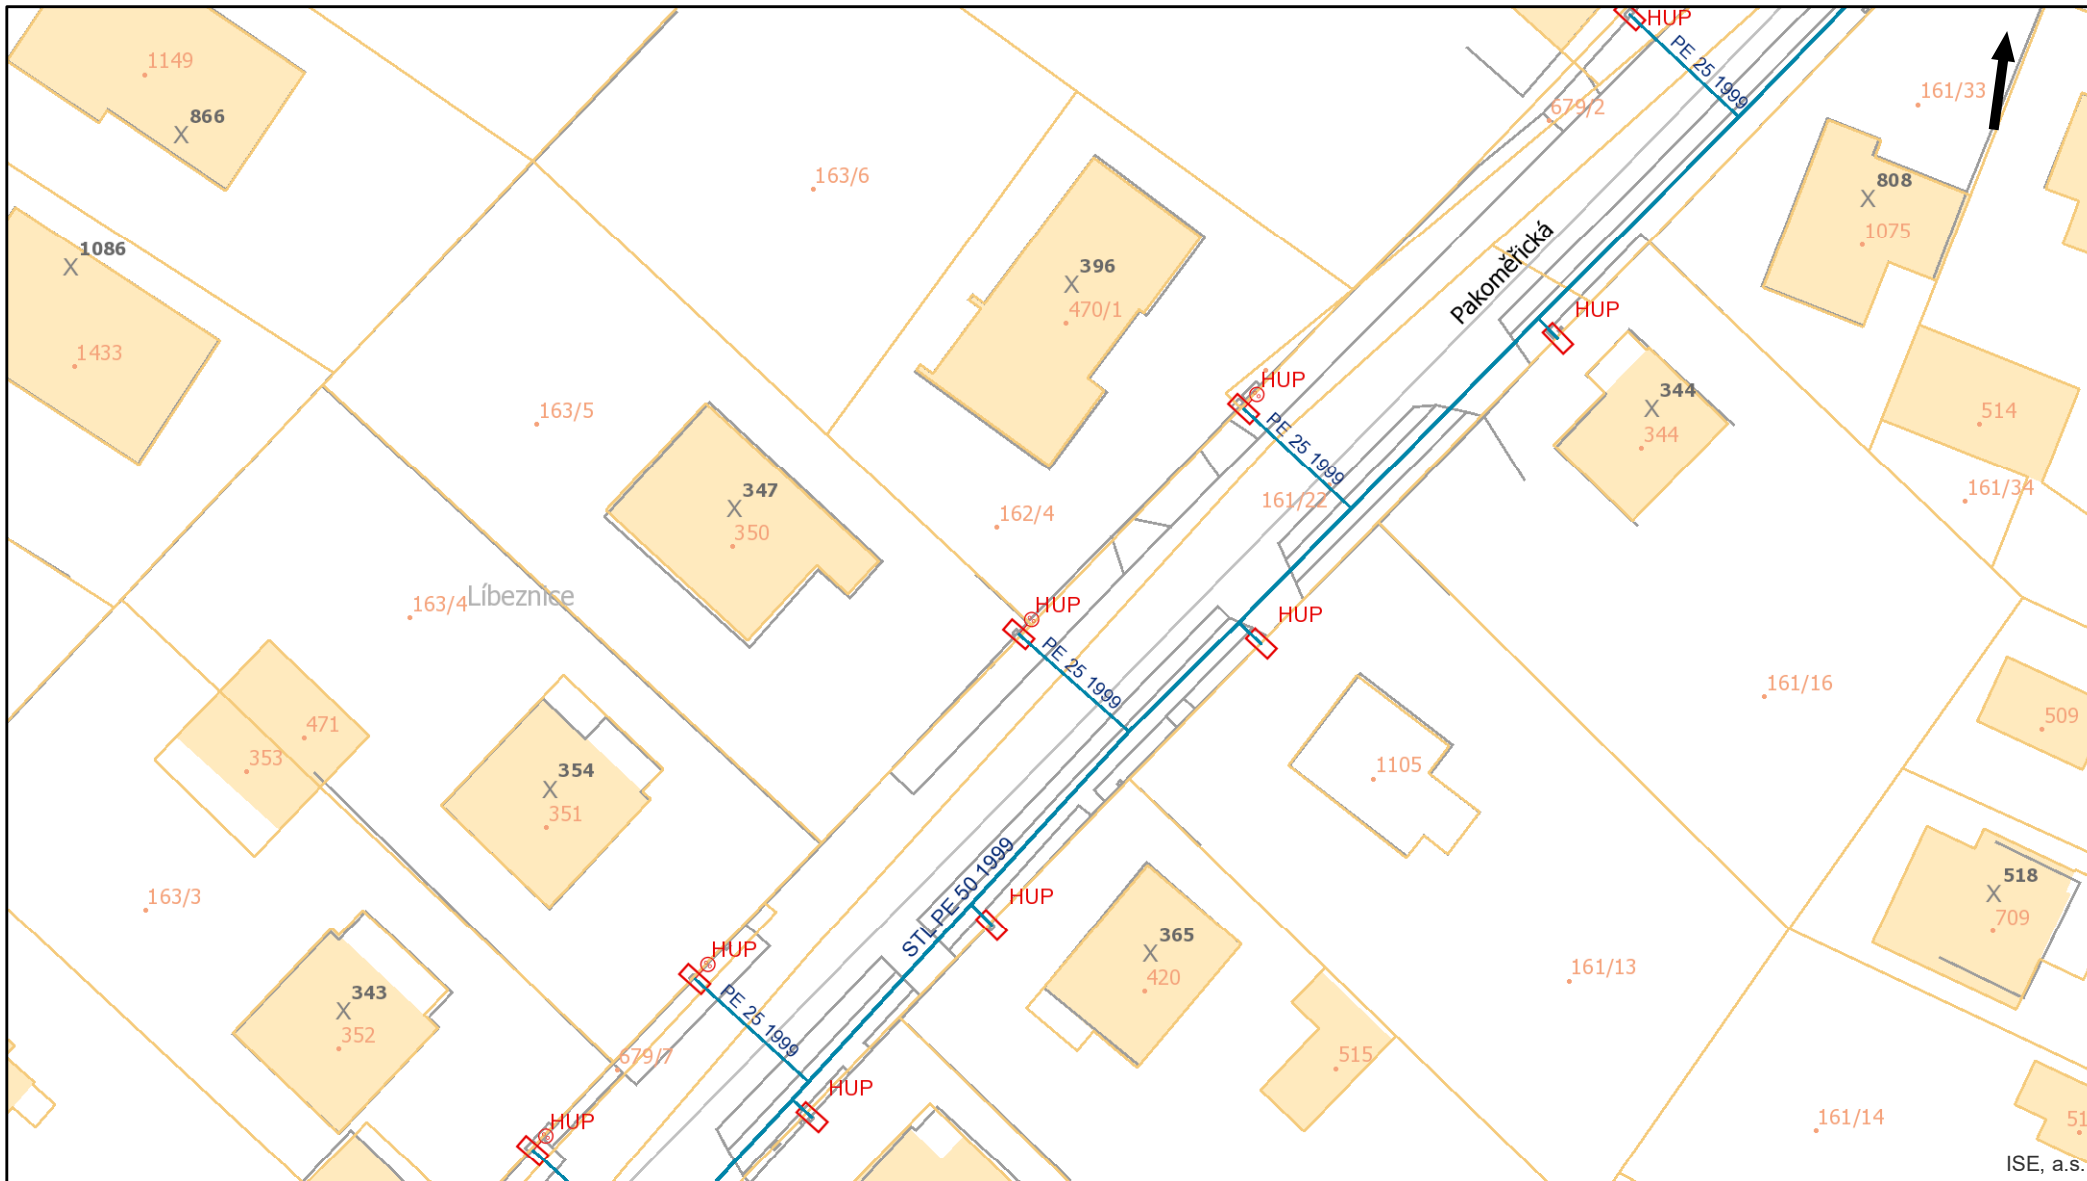 HUP
1149
PE 25 1999
161/33
866
679/2
163/6
808
1075
1086
Pakoměřická
396
470/1
HUP
1433
HUP
344
163/5
514
PE 25 1999
344
347
161/22
161/34
162/4
350
Líbeznice
163/4
HUP
HUP
PE 25 1999
161/16
509
471
353
1105
354
351
STL PE 50 1999
518
163/3
HUP
709
365
HUP
161/13
420
343
PE 25 1999
352
679/7
515
HUP
161/14
HUP
51
ISE, a.s.